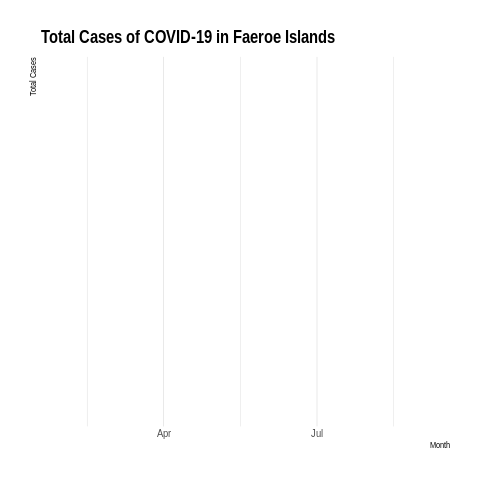 Total Cases of COVID-19 in Faeroe Islands
Total Cases
Apr
Jul
Month